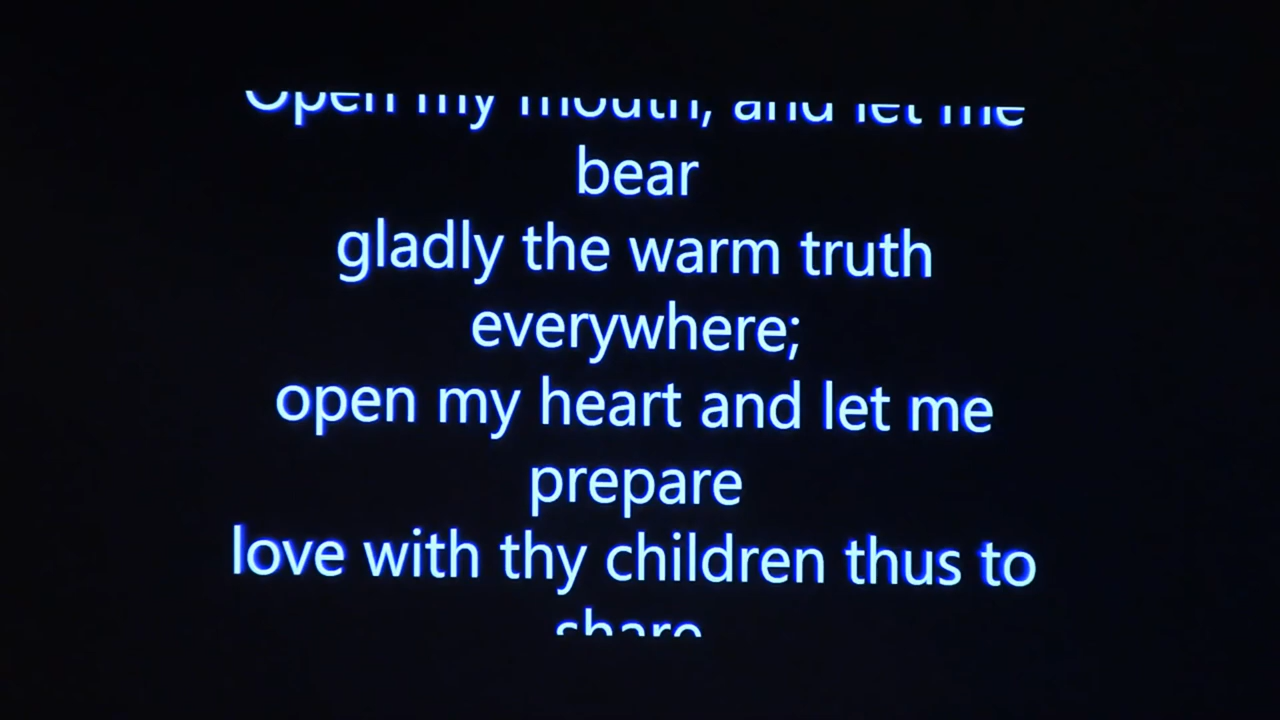 Open my mouth, and let me
bear
gladly the warm truth
everywhere;
open my heart and let me
prepare
love with thy children thus to
share